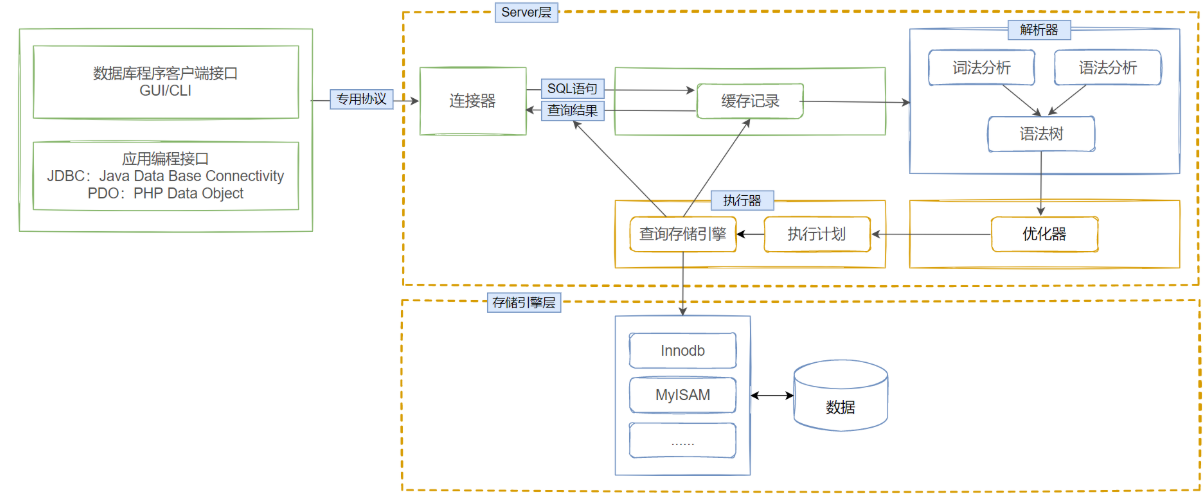 Server层
数据库程序客户端接口
GUI/CLI
应用编程接口
JDBC：Java Data Base Connectivity
PDO：PHP Data Object
专用协议
连接器
SQL语句
查询结果
缓存记录
解析器
词法分析
语法分析
语法树
执行器
查询存储引擎
执行计划
优化器
存储引擎层
Innodb
MyISAM
......
数据